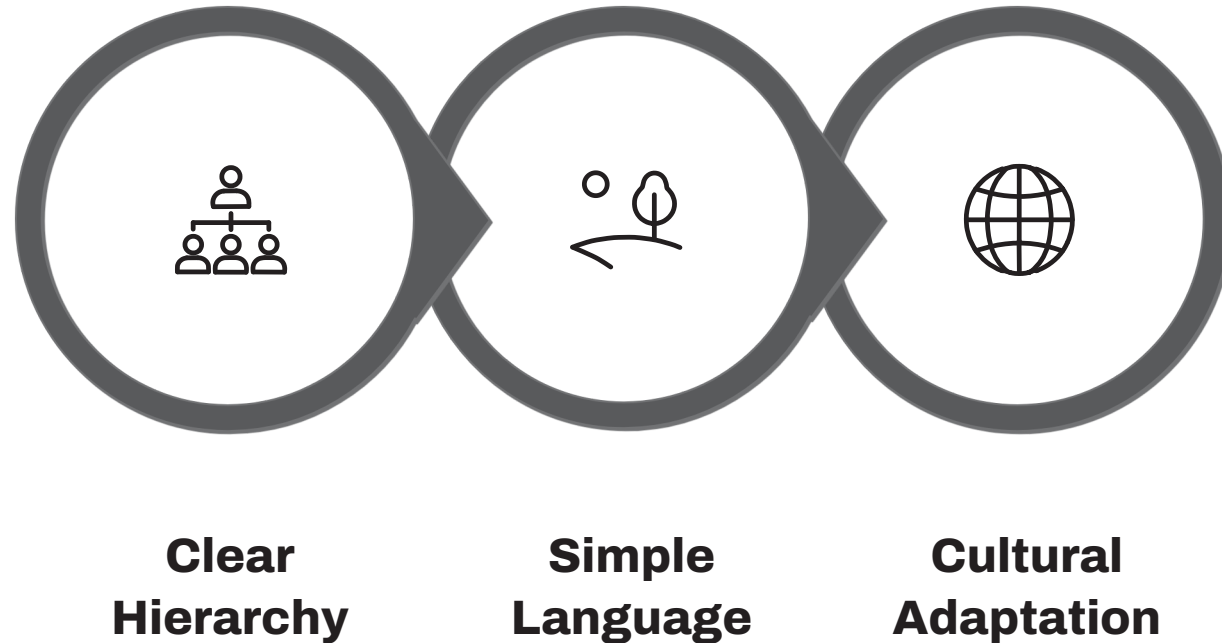 Clear
Hierarchy
Simple
Language
Cultural
Adaptation